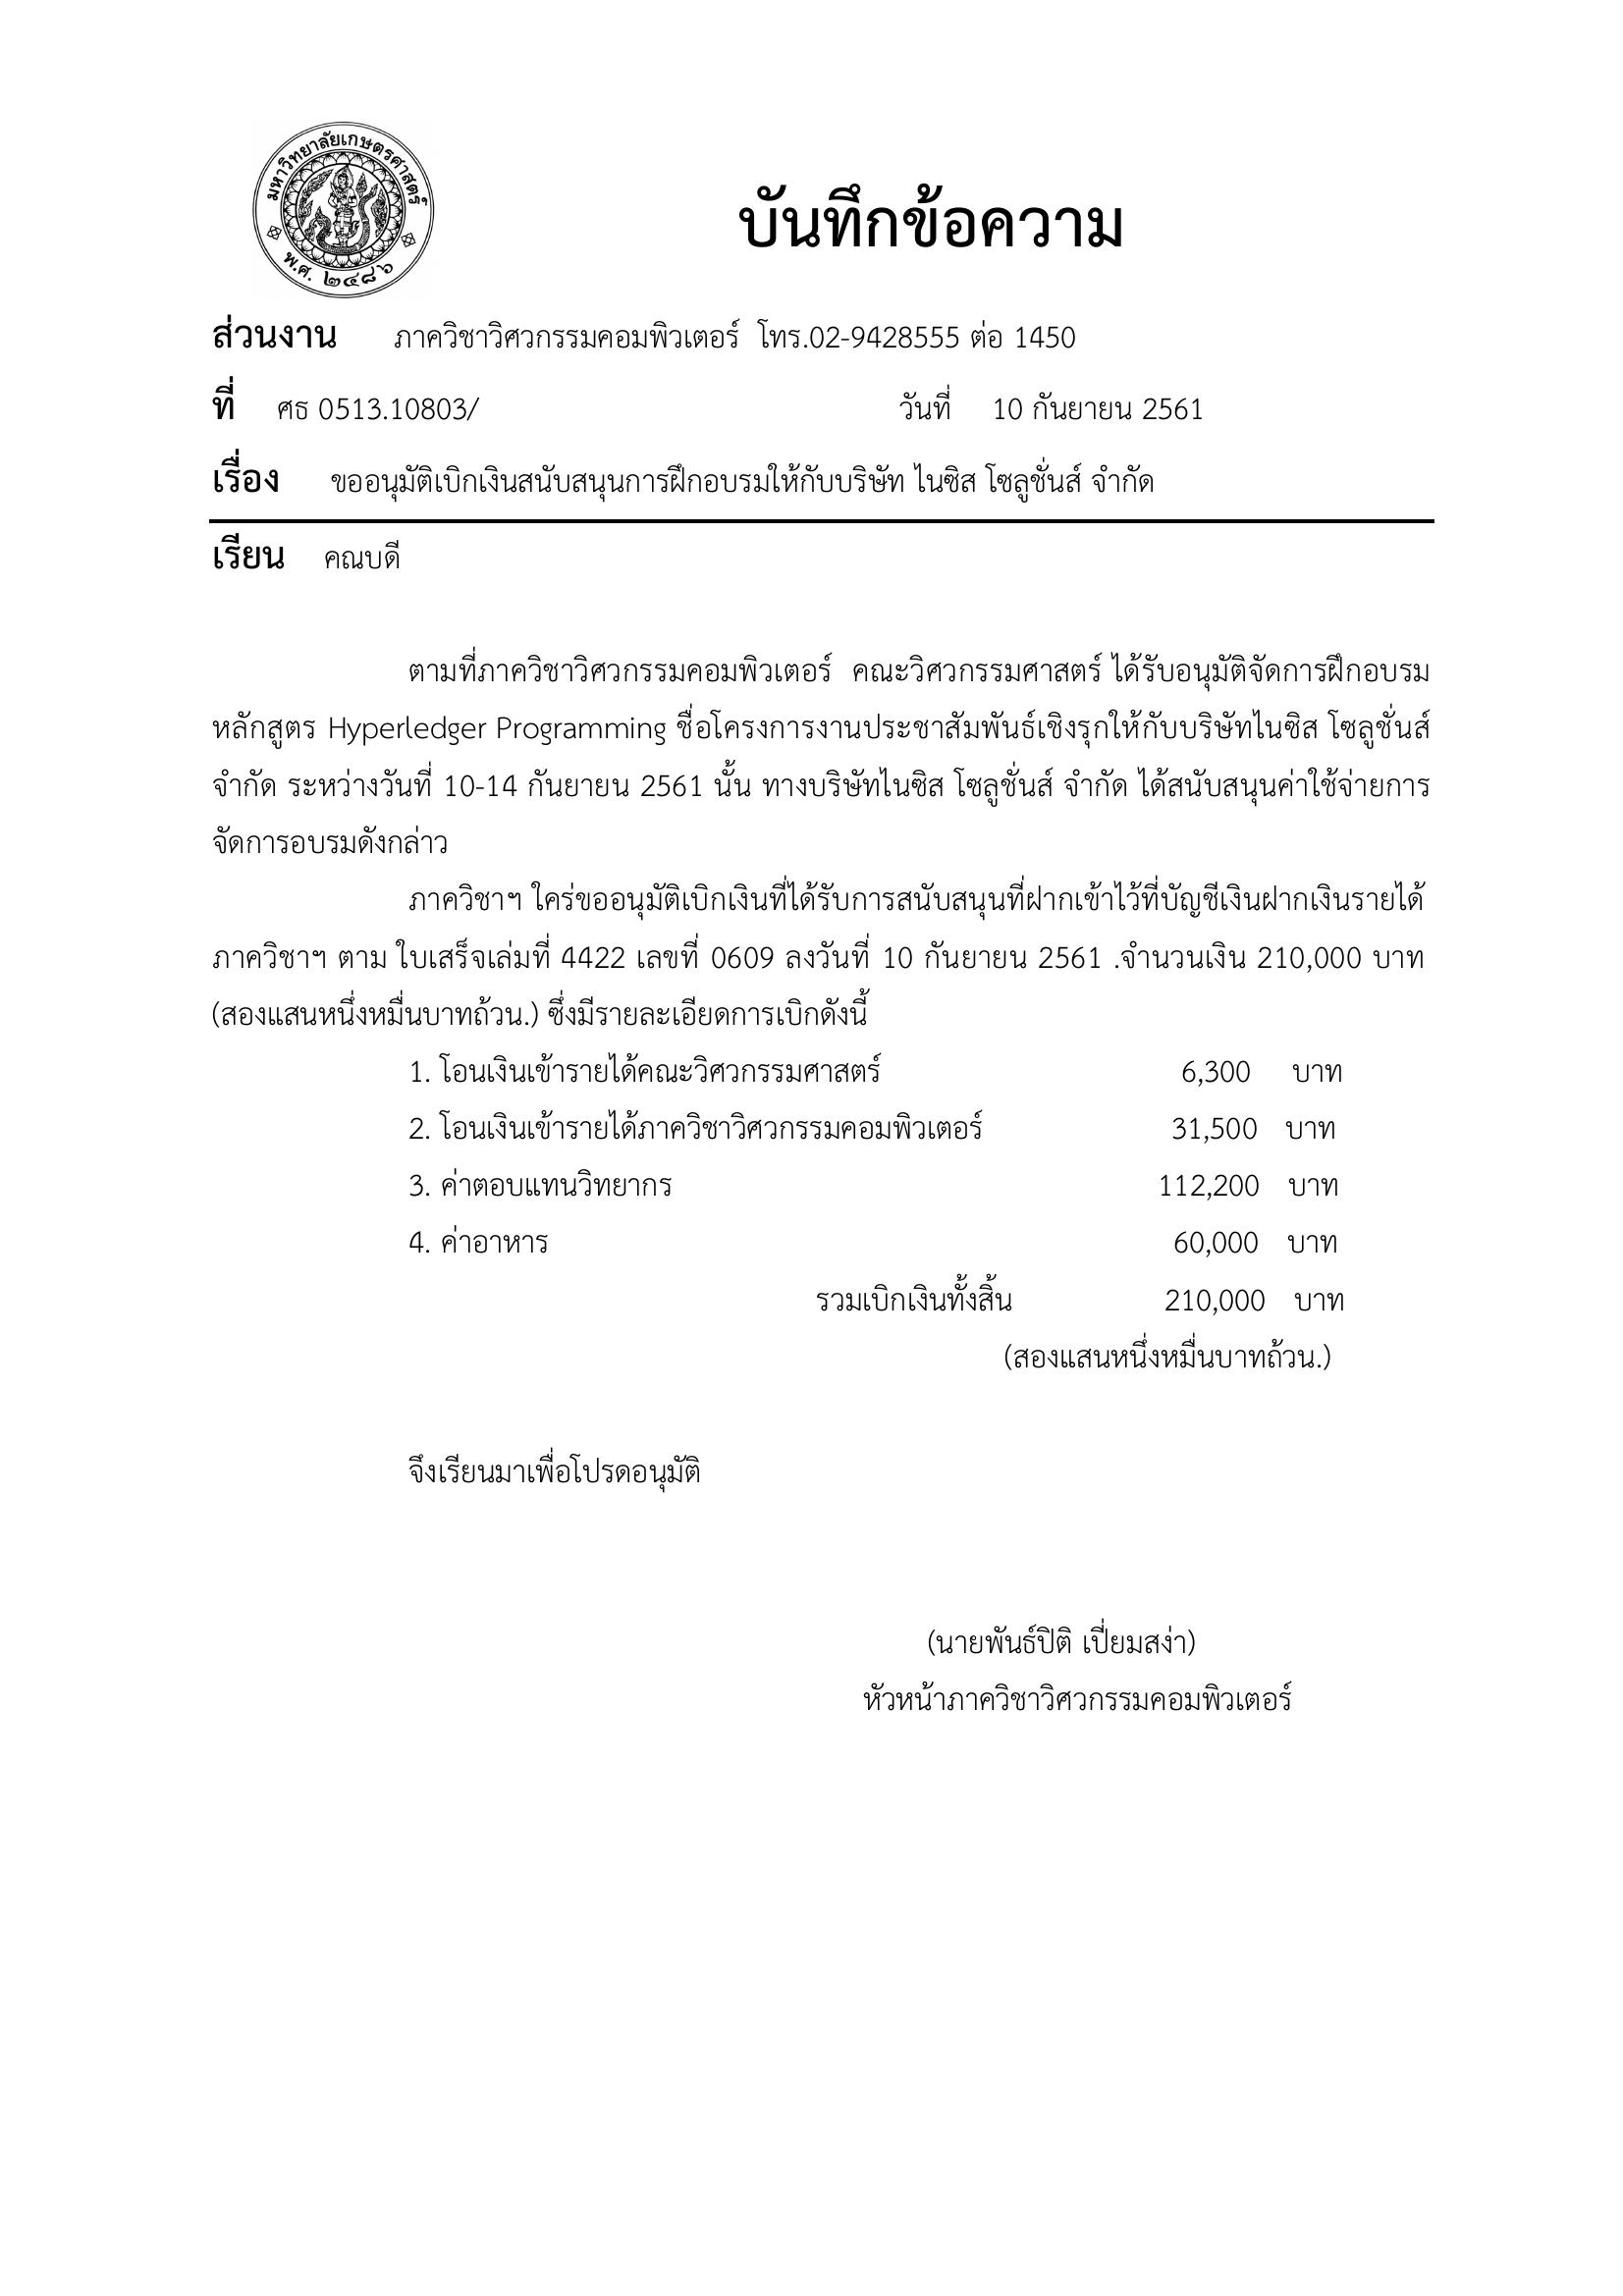 มหาวิทยาลัยเกษตรศาสตร์
พ.ศ. ๒๔๘๖
บันทึกข้อความ
ส่วนงาน ภาควิชาวิศวกรรมคอมพิวเตอร์ โทร.02-9428555 ต่อ 1450
ที่ ศธ 0513.10803/ วันที่ 10 กันยายน 2561
เรื่อง ขออนุมัติเบิกเงินสนับสนุนการฝึกอบรมให้กับบริษัท ไนซิส โซลูชั่นส์ จำกัด
เรียน คณบดี
ตามที่ภาควิชาวิศวกรรมคอมพิวเตอร์ คณะวิศวกรรมศาสตร์ ได้รับอนุมัติจัดการฝึกอบรม
หลักสูตร Hyperledger Programming ชื่อโครงการงานประชาสัมพันธ์เชิงรุกให้กับบริษัทไนซิส โซลูชั่นส์
จำกัด ระหว่างวันที่ 10-14 กันยายน 2561 นั้น ทางบริษัทไนซิส โซลูชั่นส์ จำกัด ได้สนับสนุนค่าใช้จ่ายการ
จัดการอบรมดังกล่าว
ภาควิชาฯ ใคร่ขออนุมัติเบิกเงินที่ได้รับการสนับสนุนที่ฝากเข้าไว้ที่บัญชีเงินฝากเงินรายได้
ภาควิชาฯ ตาม ใบเสร็จเล่มที่ 4422 เลขที่ 0609 ลงวันที่ 10 กันยายน 2561 .จำนวนเงิน 210,000 บาท
(สองแสนหนึ่งหมื่นบาทถ้วน.) ซึ่งมีรายละเอียดการเบิกดังนี้
1. โอนเงินเข้ารายได้คณะวิศวกรรมศาสตร์ 6,300 บาท
2. โอนเงินเข้ารายได้ภาควิชาวิศวกรรมคอมพิวเตอร์ 31,500 บาท
3. ค่าตอบแทนวิทยากร 112,200 บาท
4. ค่าอาหาร 60,000 บาท
รวมเบิกเงินทั้งสิ้น 210,000 บาท
(สองแสนหนึ่งหมื่นบาทถ้วน.)
จึงเรียนมาเพื่อโปรดอนุมัติ
(นายพันธ์ปิติ เปี่ยมสง่า)
หัวหน้าภาควิชาวิศวกรรมคอมพิวเตอร์